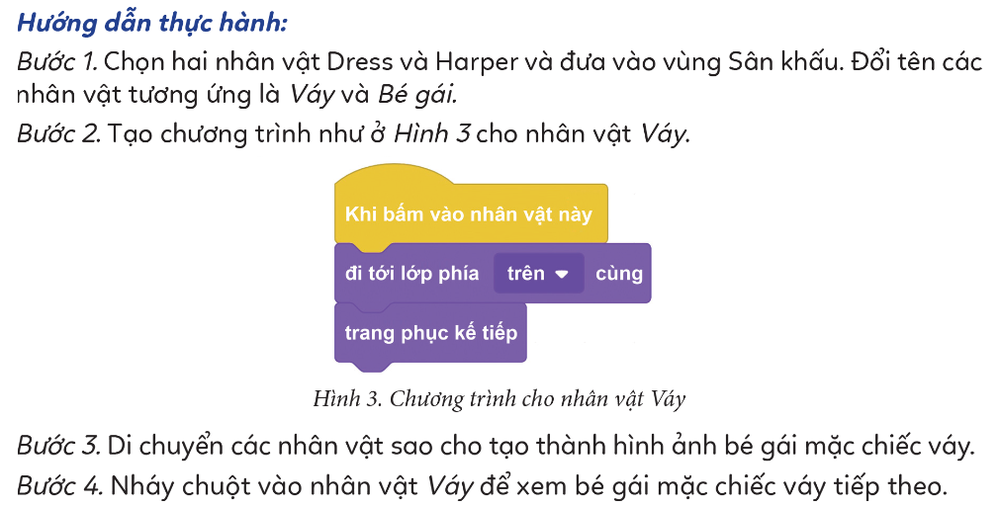 Hướng dẫn thực hành:
Bước 1. Chọn hai nhân vật Dress và Harper và đưa vào vùng Sân khấu. Đổi tên các
nhân vật tương ứng là Váy và Bé gái.
Bước 2. Tạo chương trình như ở Hình 3 cho nhân vật Váy.
Khi bấm vào nhân vật này
đi tới lớp phía trên cùng
trang phục kế tiếp
Hình 3. Chương trình cho nhân vật Váy
Bước 3. Di chuyển các nhân vật sao cho tạo thành hình ảnh bé gái mặc chiếc váy.
Bước 4. Nháy chuột vào nhân vật Váy để xem bé gái mặc chiếc váy tiếp theo.